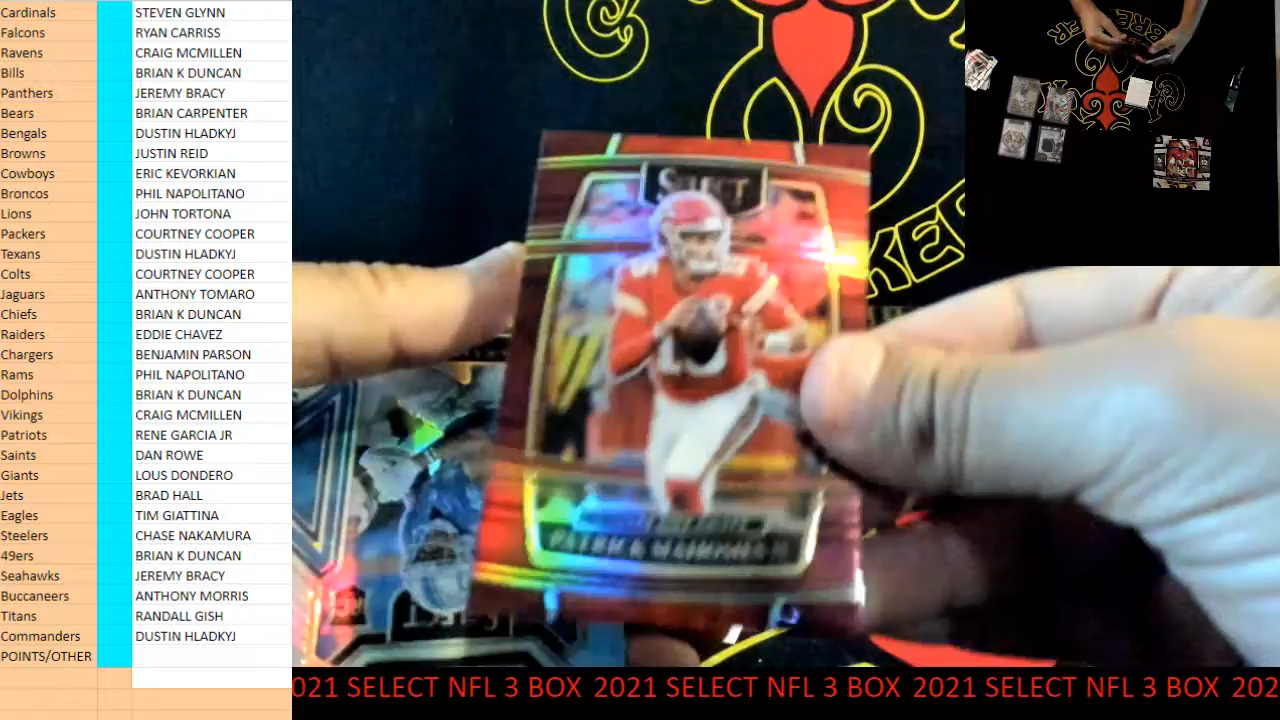 Cardinals STEVEN GLYNN
Falcons RYAN CARRISS
Ravens CRAIG MCMILLEN
Bills BRIAN K DUNCAN
Panthers JEREMY BRACY
Bears BRIAN CARPENTER
Bengals DUSTIN HLADKYJ
Browns JUSTIN REID
Cowboys ERIC KEVORKIAN
Broncos PHIL NAPOLITANO
Lions JOHN TORTONA
Packers COURTNEY COOPER
Texans DUSTIN HLADKYJ
Colts COURTNEY COOPER
Jaguars ANTHONY TOMARO
Chiefs BRIAN K DUNCAN
Raiders EDDIE CHAVEZ
Chargers BENJAMIN PARSON
Rams PHIL NAPOLITANO
Dolphins BRIAN K DUNCAN
Vikings CRAIG MCMILLEN
Patriots RENE GARCIA JR
Saints DAN ROWE
Giants LOUS DONDERO
Jets BRAD HALL
Eagles TIM GIATTINA
Steelers CHASE NAKAMURA
49ers BRIAN K DUNCAN
Seahawks JEREMY BRACY
Buccaneers ANTHONY MORRIS
Titans RANDALL GISH
Commanders DUSTIN HLADKYJ
POINTS/OTHER
SELECT
15
PATRICK MAHOMES II
KER
021 SELECT NFL 3 BOX 2021 SELECT NFL 3 BOX 2021 SELECT NFL 3 BOX 202